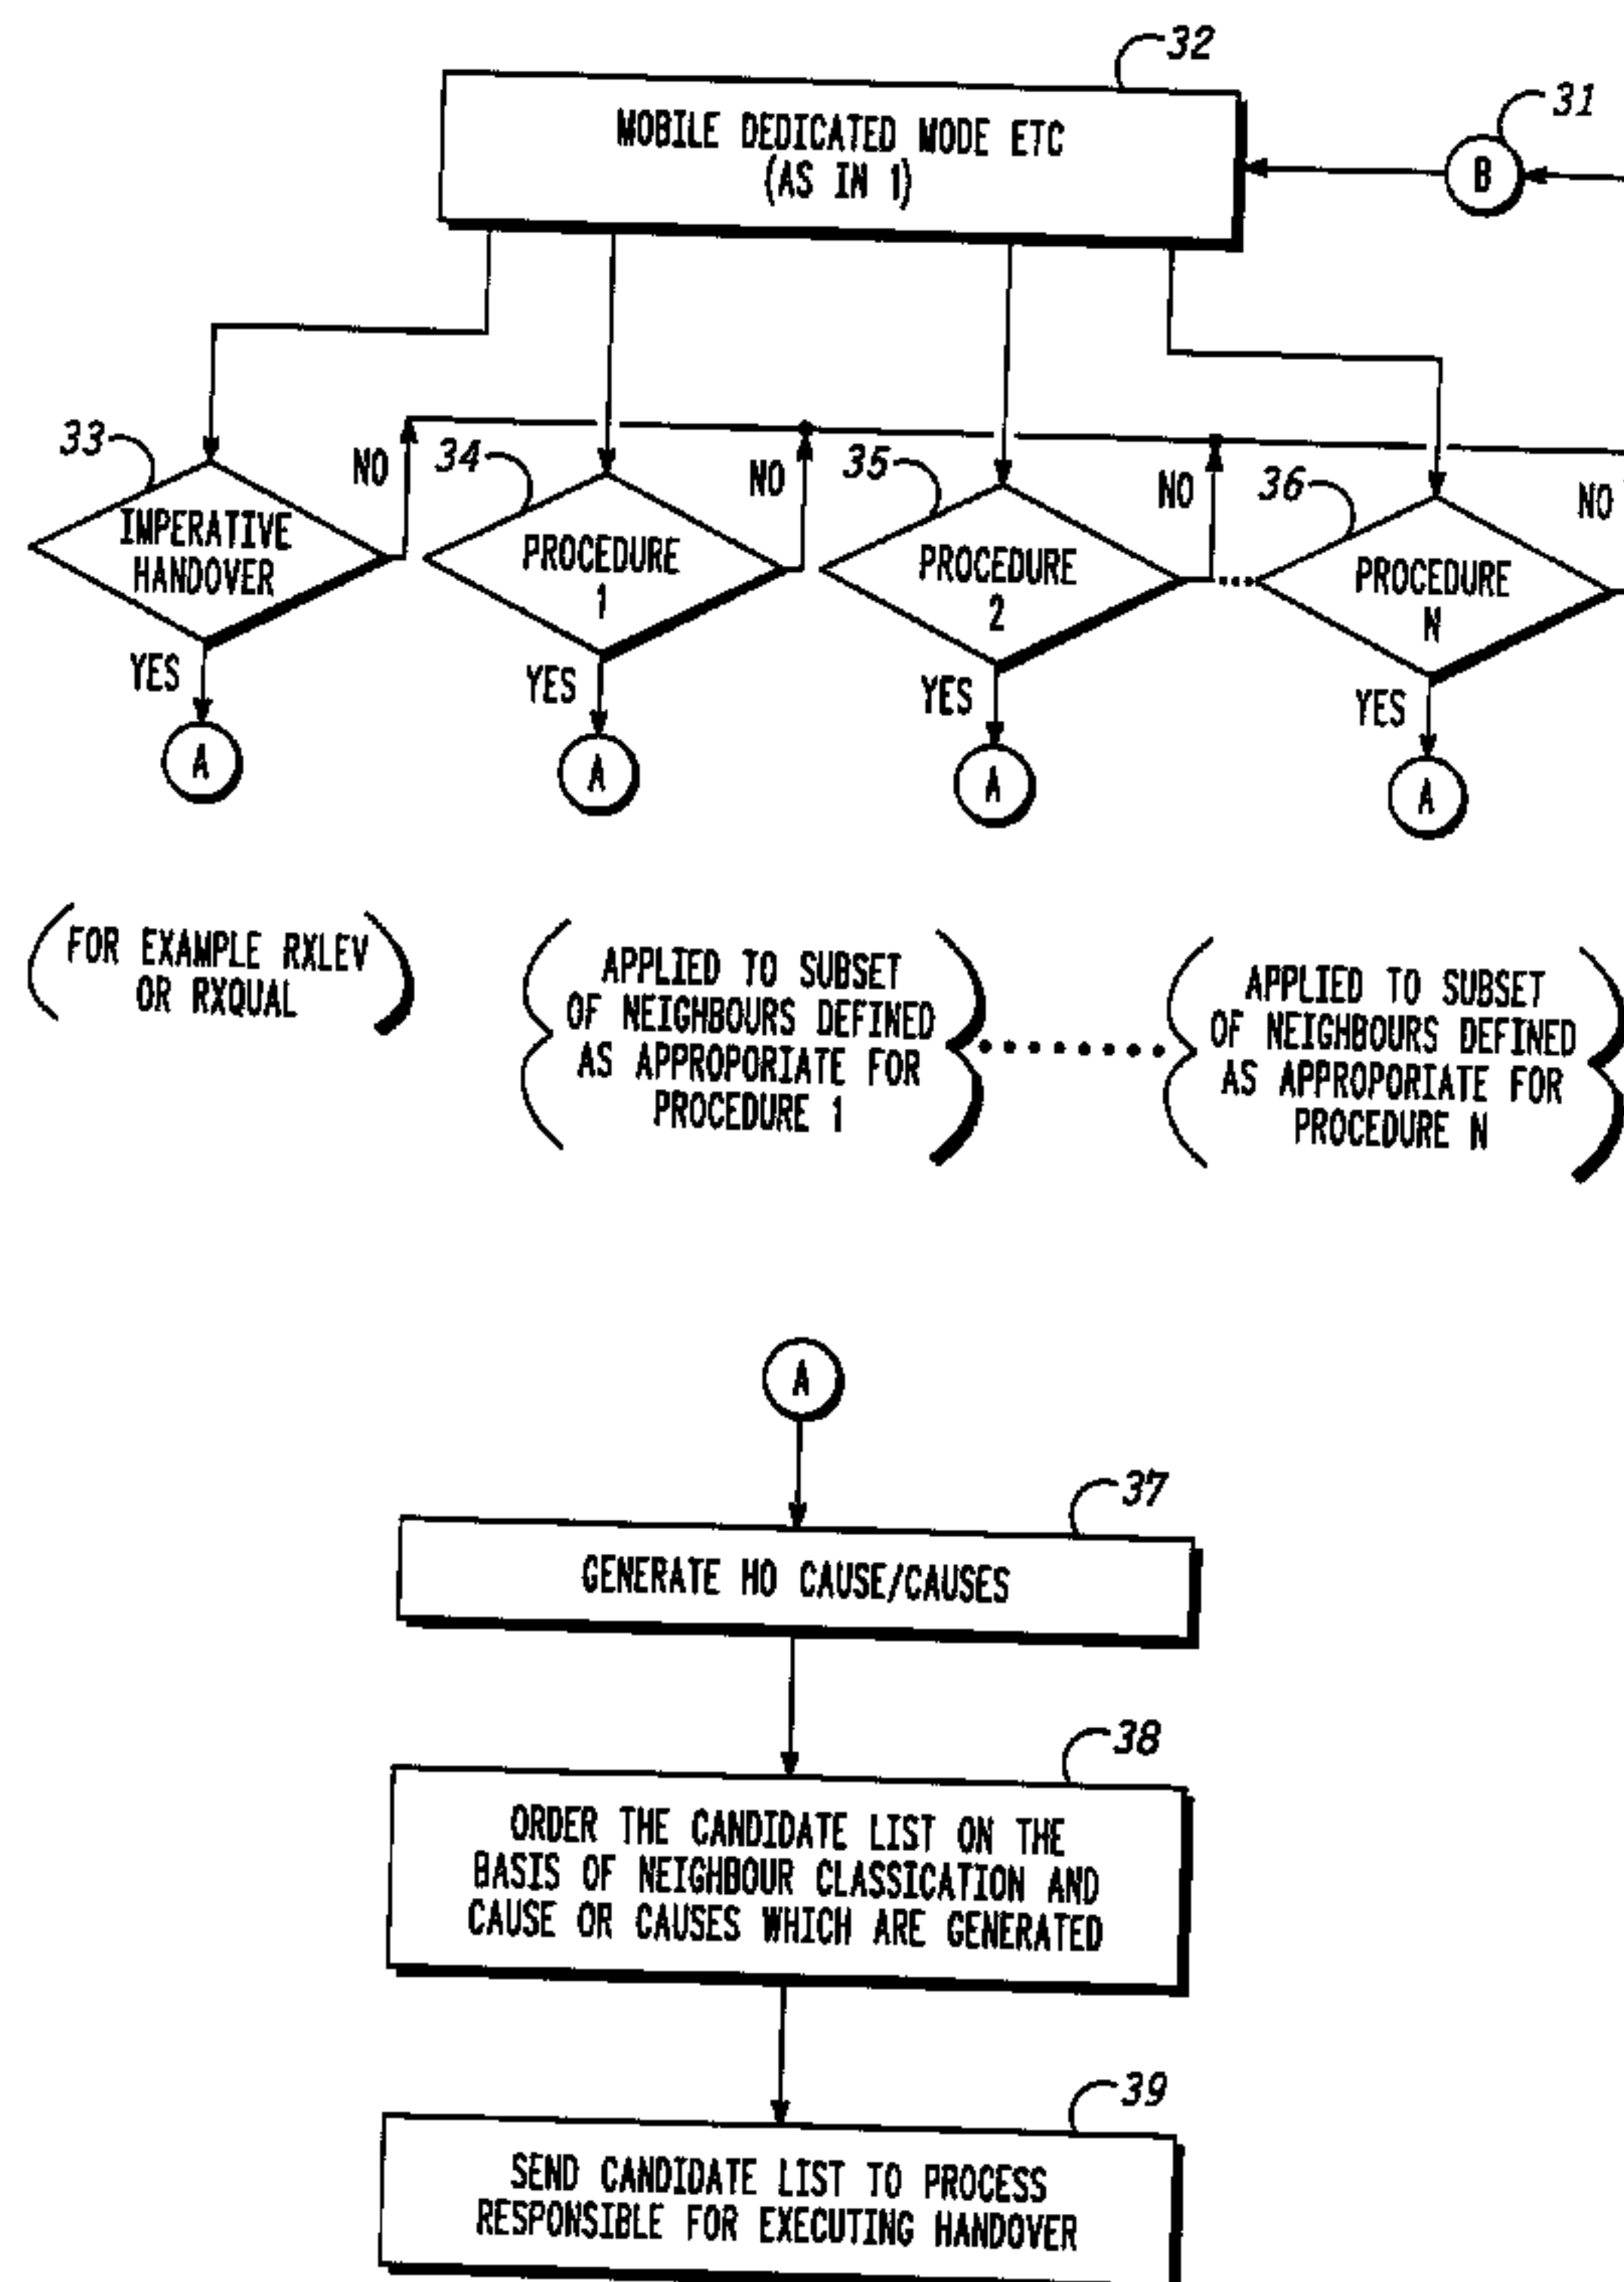 32
31
MOBILE DEDICATED MODE ETC
(AS IN 1)
B
33
NO
34
NO
35
NO
36
NO
IMPERATIVE
HANDOVER
PROCEDURE
1
PROCEDURE
2
PROCEDURE
N
YES
YES
YES
YES
A
A
A
A
(FOR EXAMPLE RXLEV
OR RXQUAL)
APPLIED TO SUBSET
OF NEIGHBOURS DEFINED
AS APPROPORIATE FOR
PROCEDURE 1
APPLIED TO SUBSET
OF NEIGHBOURS DEFINED
AS APPROPORIATE FOR
PROCEDURE N
A
37
GENERATE HO CAUSE/CAUSES
38
ORDER THE CANDIDATE LIST ON THE
BASIS OF NEIGHBOUR CLASSICATION AND
CAUSE OR CAUSES WHICH ARE GENERATED
39
SEND CANDIDATE LIST TO PROCESS
RESPONSIBLE FOR EXECUTING HANDOVER